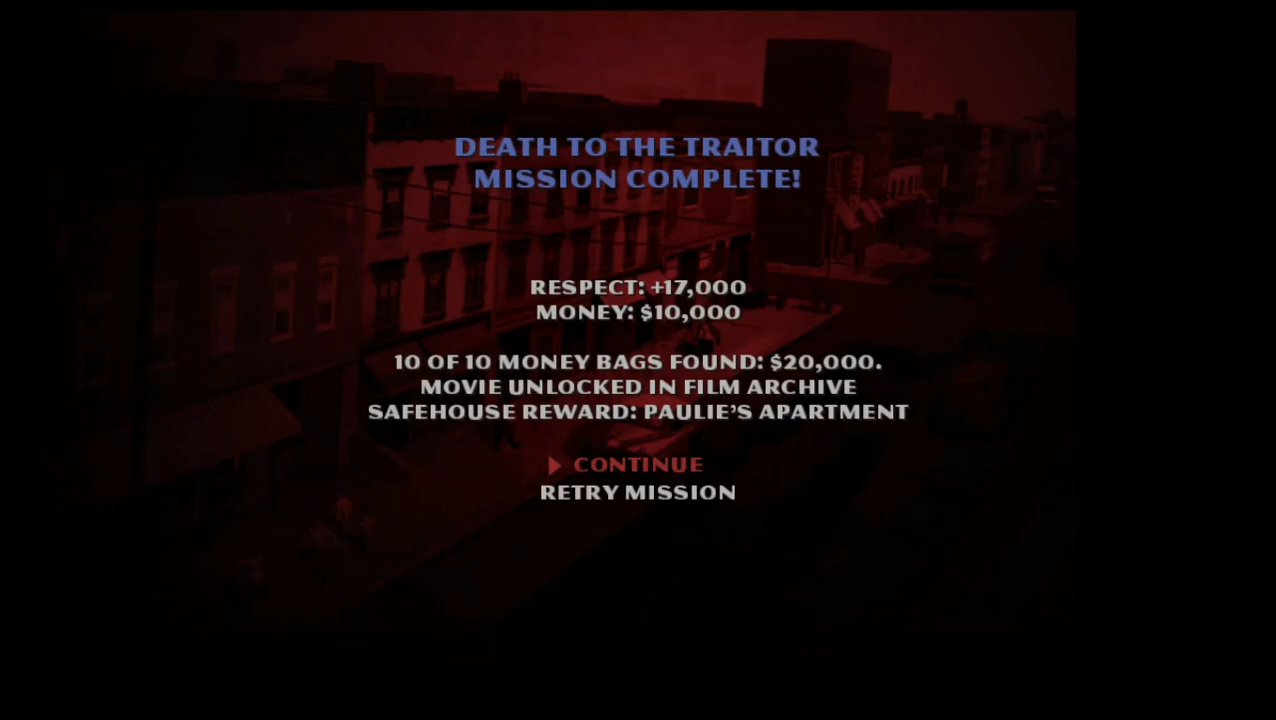 DEATH TO THE TRAITOR
MISSION COMPLETE!
RESPECT: +17,000
MONEY: $10,000
10 OF 10 MONEY BAGS FOUND: $20,000.
MOVIE UNLOCKED IN FILM ARCHIVE
SAFEHOUSE REWARD: PAULIE'S APARTMENT
CONTINUE
RETRY MISSION